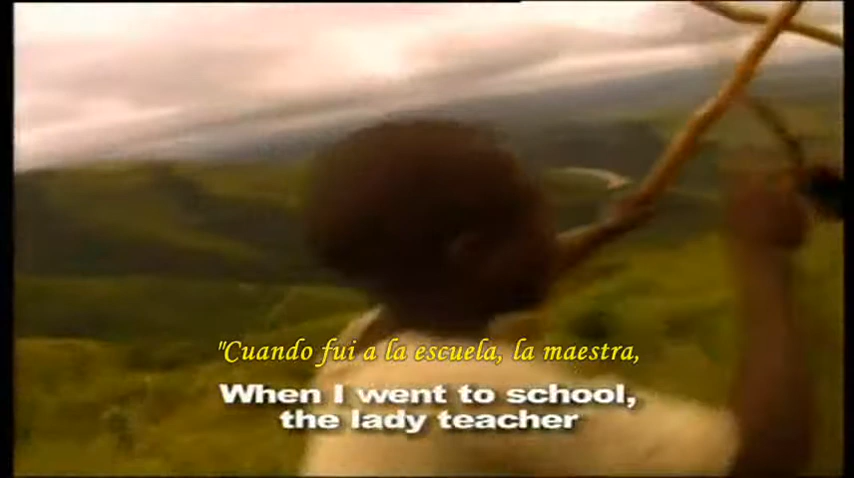 "Cuando fui a la escuela, la maestra,
When I went to school,
the lady teacher